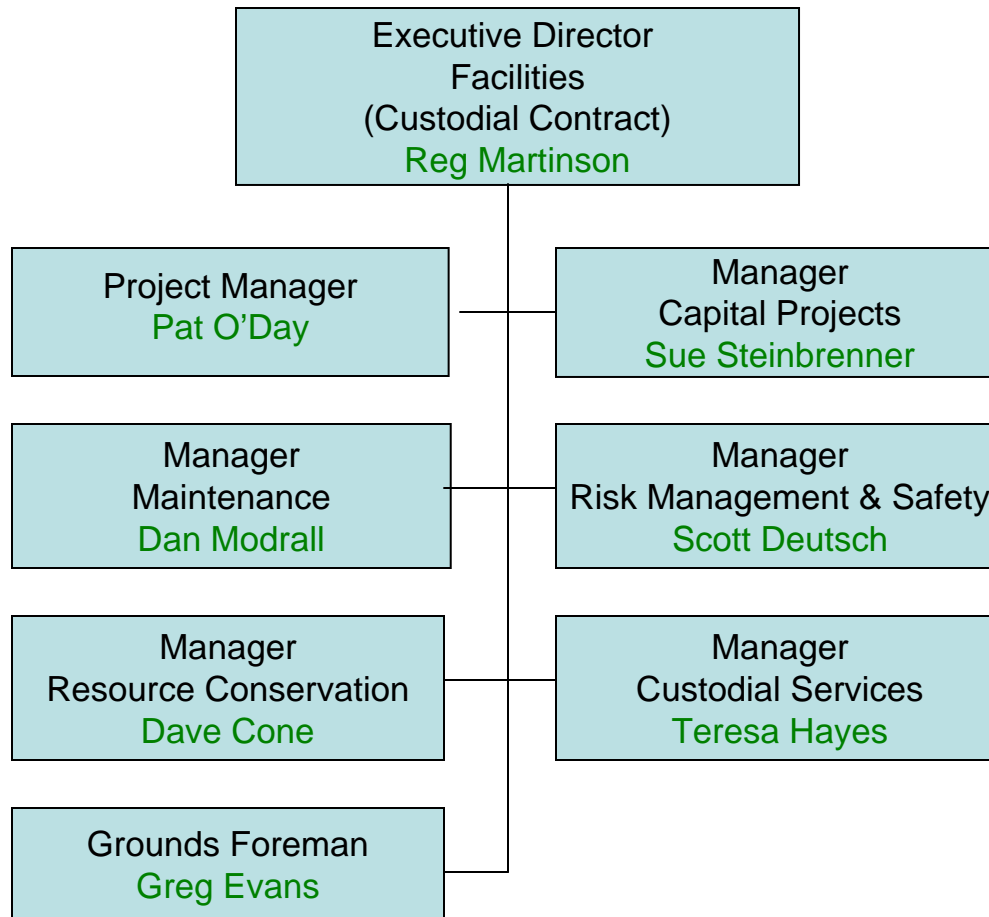 Executive Director
Facilities
(Custodial Contract)
Reg Martinson
Project Manager
Pat O’Day
Manager
Capital Projects
Sue Steinbrenner
Manager
Maintenance
Dan Modrall
Manager
Risk Management & Safety
Scott Deutsch
Manager
Resource Conservation
Dave Cone
Manager
Custodial Services
Teresa Hayes
Grounds Foreman
Greg Evans